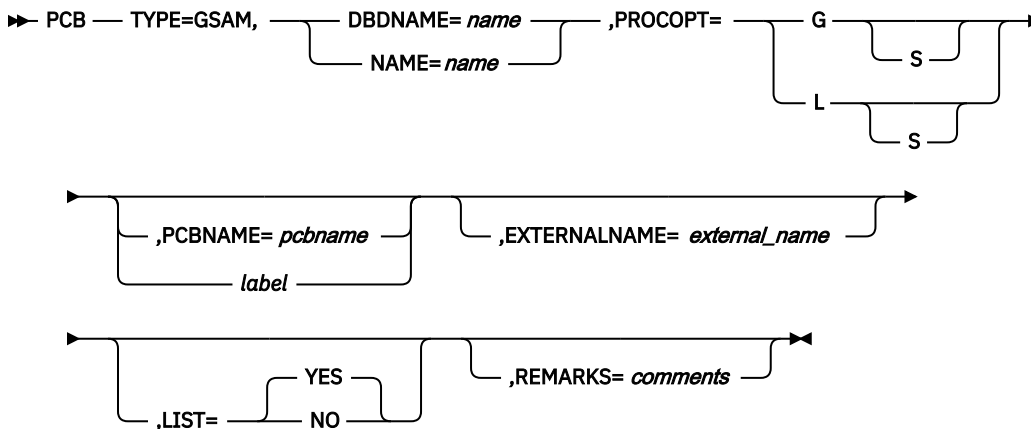 PCB TYPE=GSAM, DBDNAME= name ,PROCOPT= G
NAME= name S
L
S
,PCBNAME= pcbname ,EXTERNALNAME= external_name
label
YES ,REMARKS= comments
,LIST= NO